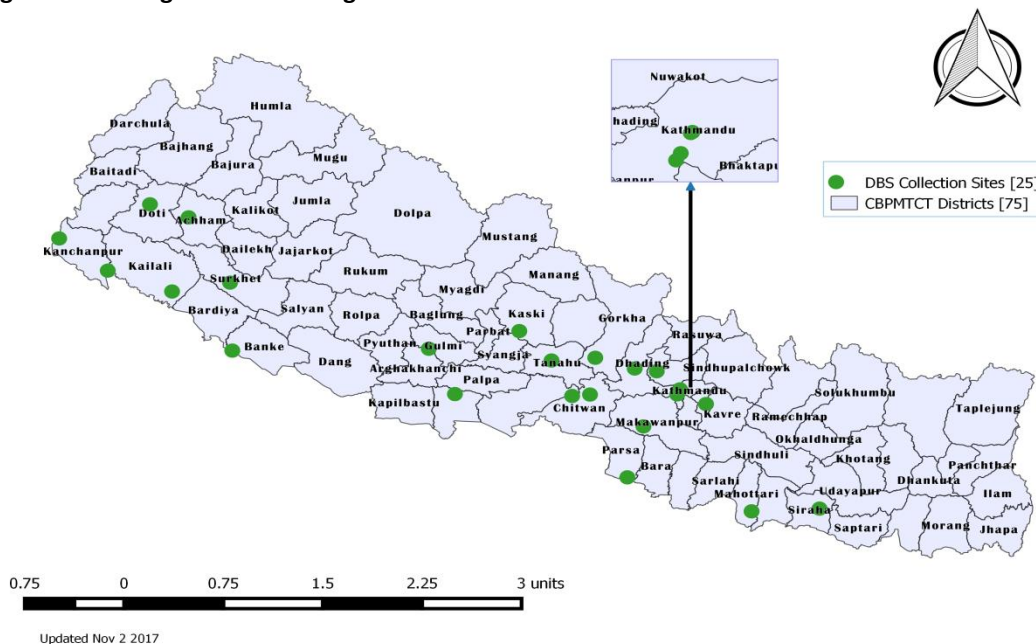 Nuwakot
hading
Kathmandu
Bhaktapu
anpur
DBS Collection Sites [25]
CBPMTCT Districts [75]
Humla
Darchula
Bajhang
Mugu
Bajura
Baitadi
Jumla
Doti
Kalikot
Dolpa
Achham
Mustang
Kanchanpur
Dailekh
Jajarkot
Kailali
Rukum
Manang
Surkhet
Myagdi
Bardiya
Salyan
Rolpa
Baglung
Kaski
Gorkha
Parbat
Rasuwa
Banke
Pyuthan
Gulmi
Syangja
Dang
Tanahu
Dhading
Sindhupalchowk
Arghakhanchi
Palpa
Kapilbastu
Chitwan
Kathmandu
Kavre
Solukhumbu
Ramechhap
Taplejung
Makawanpur
Okhaldhunga
Parsa
Sindhuli
Khotang
Bara
Panchthar
Dhankuta
Sarlahi
Mahottari
Udayapur
Ilam
Siraha
Saptari
Morang
Jhapa
0.75 0 0.75 1.5 2.25 3 units
Updated Nov 2 2017